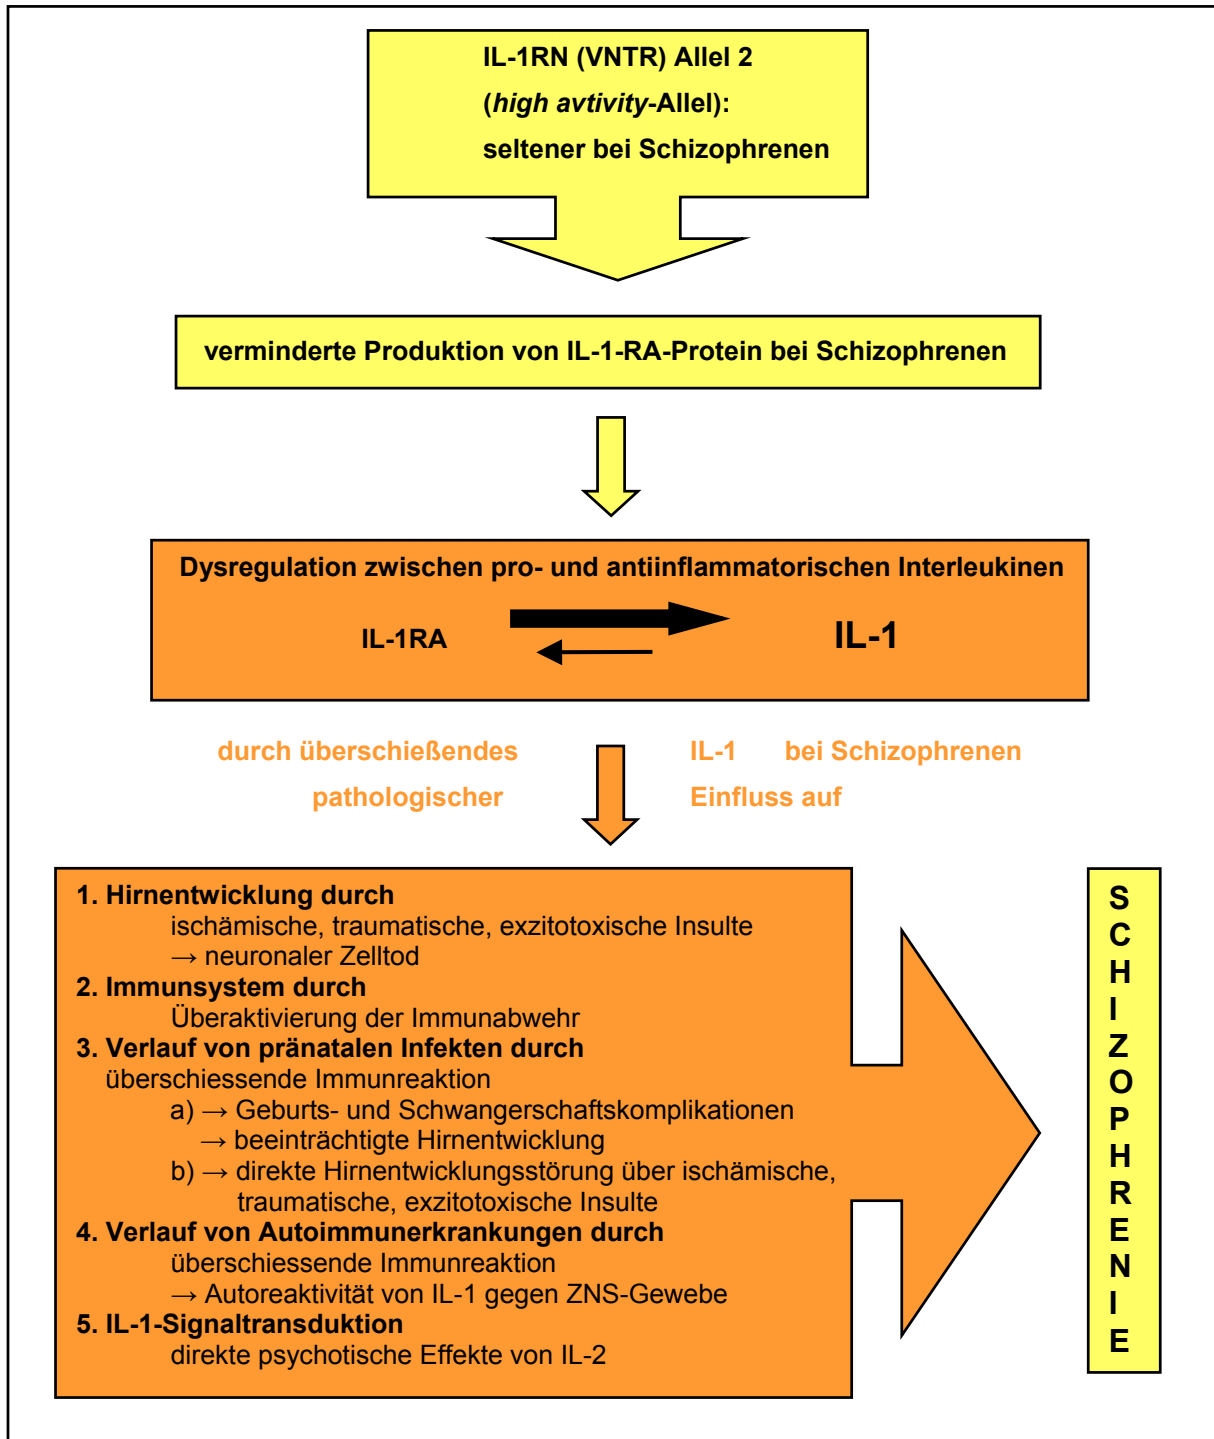 IL-1RN (VNTR) Allel 2
(high avtivity-Allel):
seltener bei Schizophrenen
verminderte Produktion von IL-1-RA-Protein bei Schizophrenen
Dysregulation zwischen pro- und antiinflammatorischen Interleukinen
IL-1RA IL-1
durch überschießendes IL-1 bei Schizophrenen
pathologischer Einfluss auf
1. Hirnentwicklung durch
ischämische, traumatische, exzitotoxische Insulte
→ neuronaler Zelltod
2. Immunsystem durch
Überaktivierung der Immunabwehr
3. Verlauf von pränatalen Infekten durch
überschiessende Immunreaktion
a) → Geburts- und Schwangerschaftskomplikationen
→ beeinträchtigte Hirnentwicklung
b) → direkte Hirnentwicklungsstörung über ischämische,
traumatische, exzitotoxische Insulte
4. Verlauf von Autoimmunerkrankungen durch
überschiessende Immunreaktion
→ Autoreaktivität von IL-1 gegen ZNS-Gewebe
5. IL-1-Signaltransduktion
direkte psychotische Effekte von IL-2
SCHIZOPHRENIE